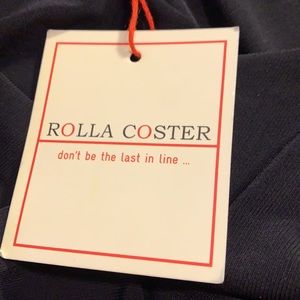 ROLLA COSTER
don't be the last in line ...